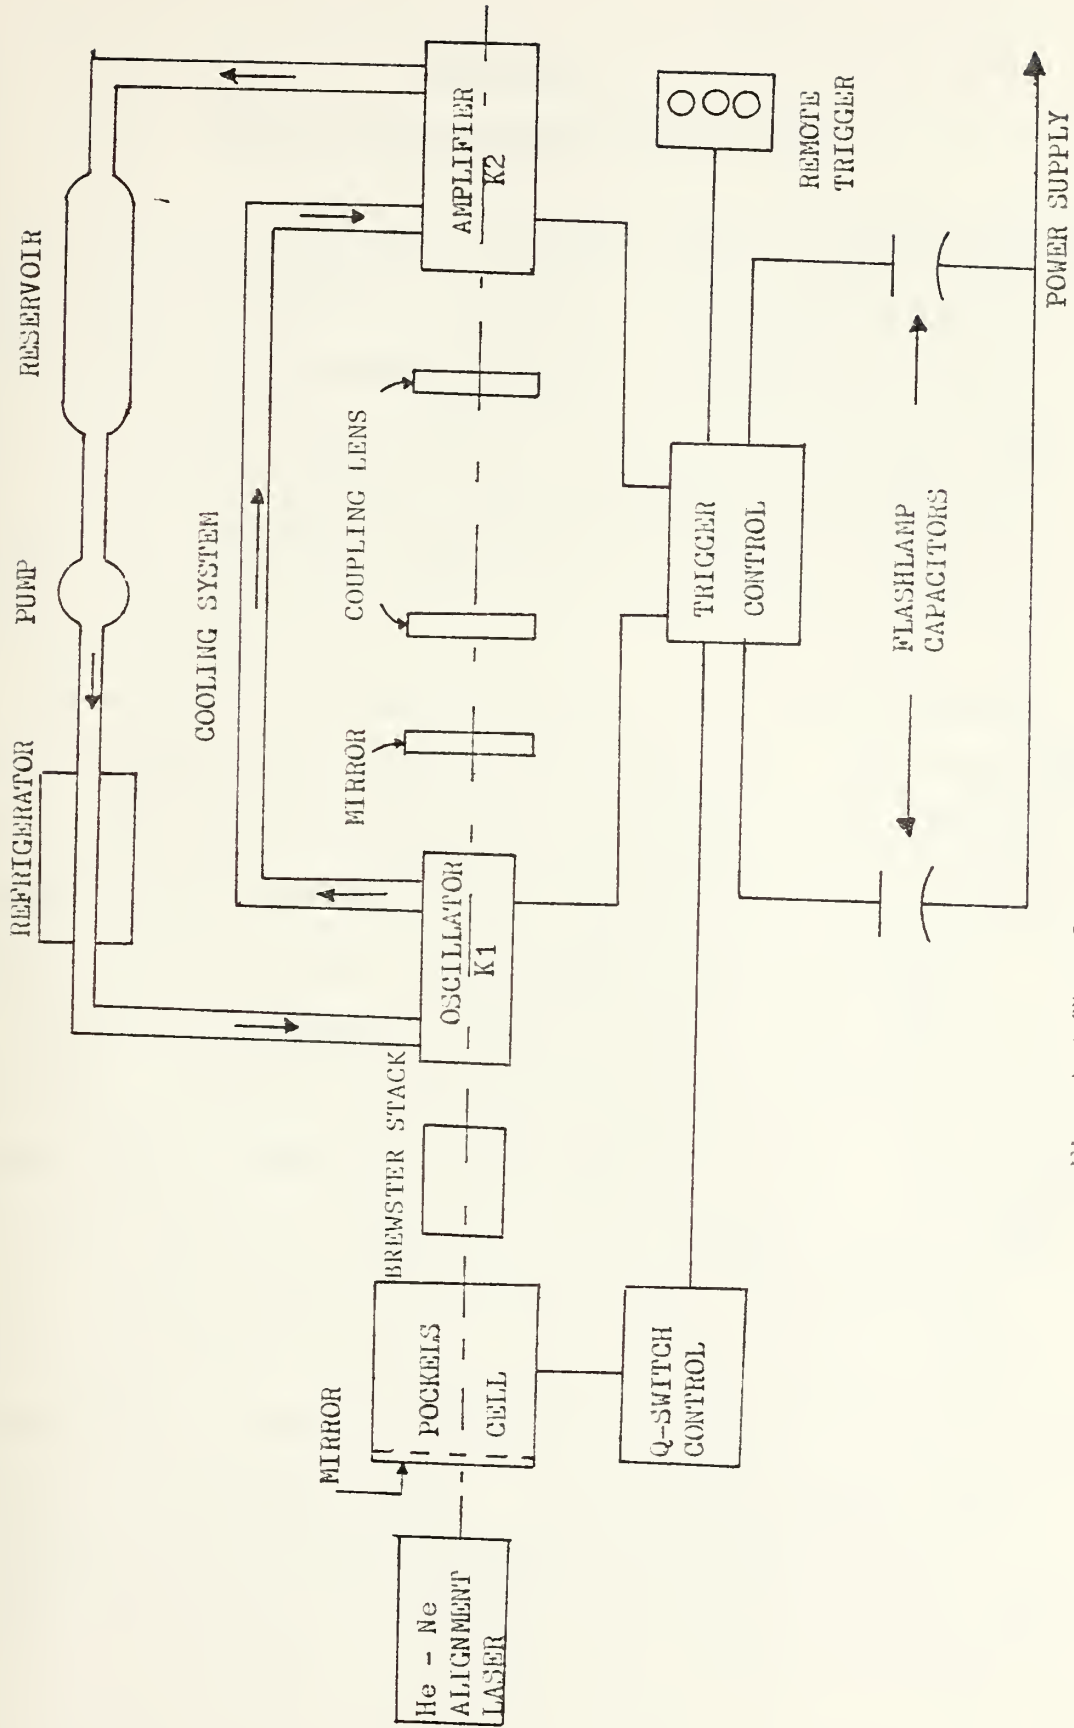 REFRIGERATOR
PUMP
RESERVOIR
COOLING SYSTEM
MIRROR
COUPLING LENS
MIRROR
BREWSTER STACK
He - Ne
ALIGNMENT
LASER
POCKELS
CELL
OSCILLATOR
K1
AMPLIFIER
K2
Q-SWITCH
CONTROL
TRIGGER
CONTROL
REMOTE
TRIGGER
FLASHLAMP
CAPACITORS
POWER SUPPLY